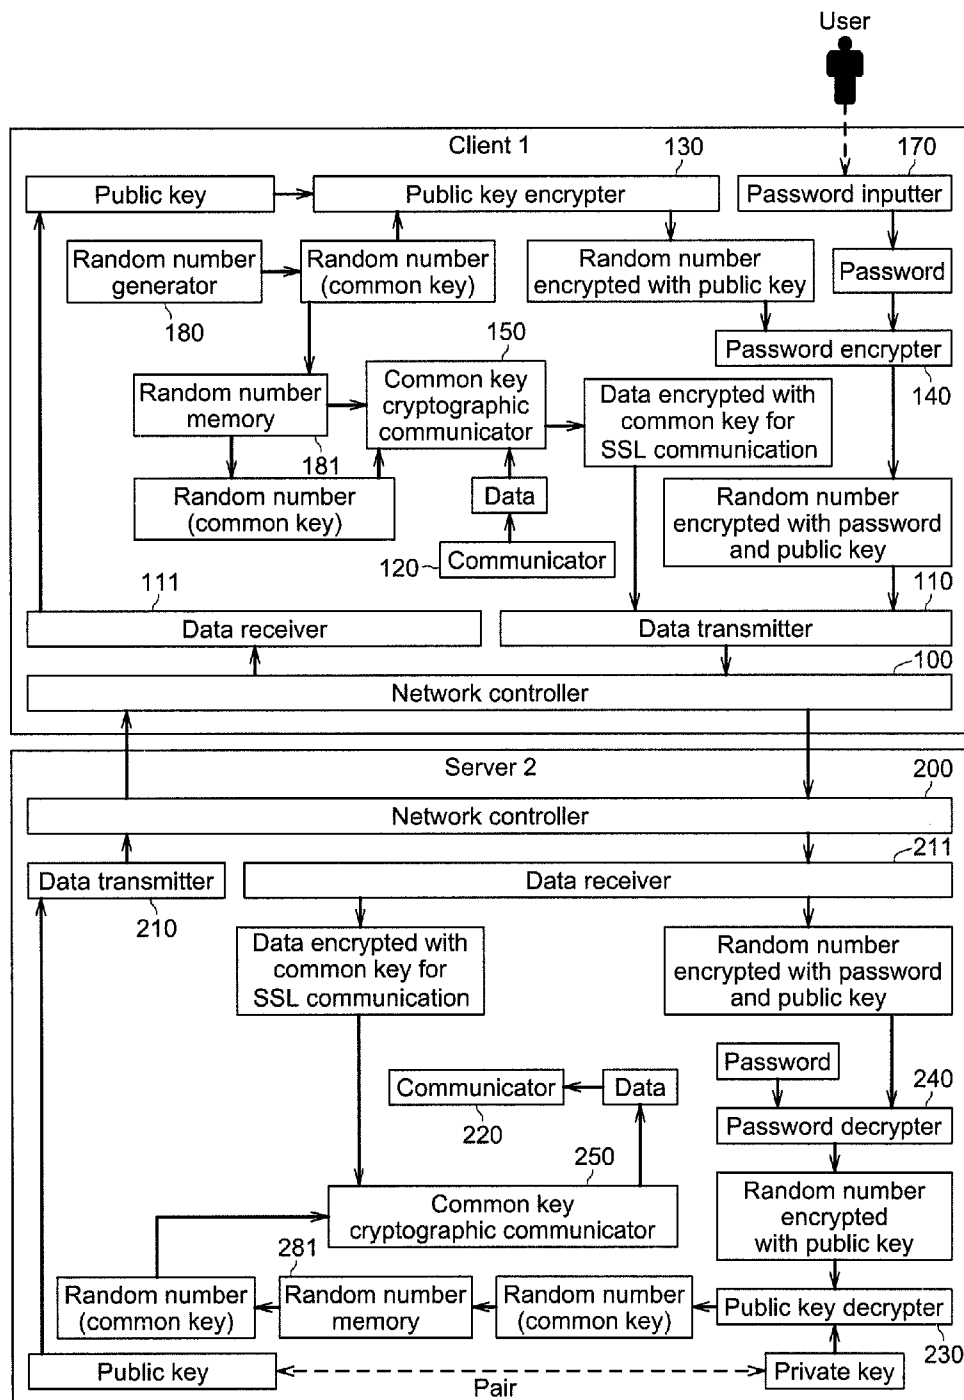 User
Client 1
130
170
Public key
Public key encrypter
Password inputter
Random number
generator
Random number
(common key)
Random number
encrypted with public key
Password
180
150
Password encrypter
140
Random number
memory
Common key
cryptographic
communicator
Data encrypted with
common key for
SSL communication
181
Random number
(common key)
Data
Random number
encrypted with password
and public key
120
Communicator
111
110
Data receiver
Data transmitter
100
Network controller
Server 2
200
Network controller
211
Data transmitter
Data receiver
210
Data encrypted with
common key for
SSL communication
Random number
encrypted with password
and public key
Password
240
Communicator
Data
220
Password decrypter
250
Common key
cryptographic communicator
Random number
encrypted
with public key
281
Random number
(common key)
Random number
memory
Random number
(common key)
Public key decrypter
230
Public key
Pair
Private key